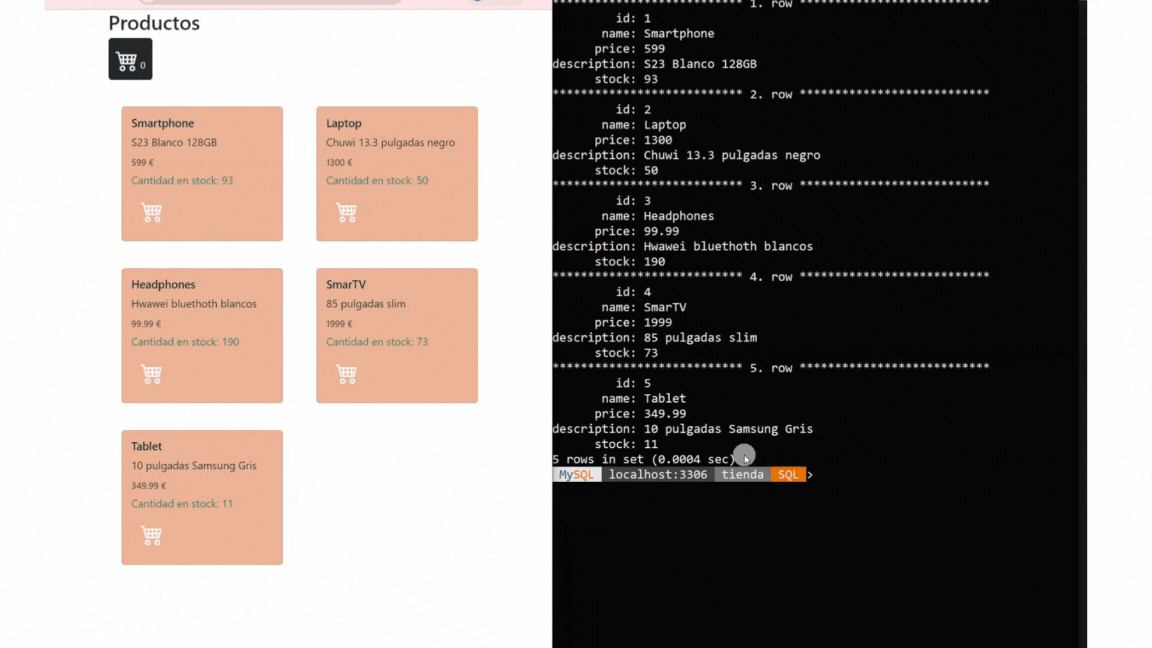 Productos
0
Smartphone
S23 Blanco 128GB
599 €
Cantidad en stock: 93
Laptop
Chuwi 13.3 pulgadas negro
1300 €
Cantidad en stock: 50
Headphones
Hwawei bluethoth blancos
99.99 €
Cantidad en stock: 190
SmarTV
85 pulgadas slim
1999 €
Cantidad en stock: 73
Tablet
10 pulgadas Samsung Gris
349.99 €
Cantidad en stock: 11
*************************** 1. row ***************************
id: 1
name: Smartphone
price: 599
description: S23 Blanco 128GB
stock: 93
*************************** 2. row ***************************
id: 2
name: Laptop
price: 1300
description: Chuwi 13.3 pulgadas negro
stock: 50
*************************** 3. row ***************************
id: 3
name: Headphones
price: 99.99
description: Hwawei bluethoth blancos
stock: 190
*************************** 4. row ***************************
id: 4
name: SmarTV
price: 1999
description: 85 pulgadas slim
stock: 73
*************************** 5. row ***************************
id: 5
name: Tablet
price: 349.99
description: 10 pulgadas Samsung Gris
stock: 11
5 rows in set (0.0004 sec)
MySQL localhost:3306 tienda SQL >